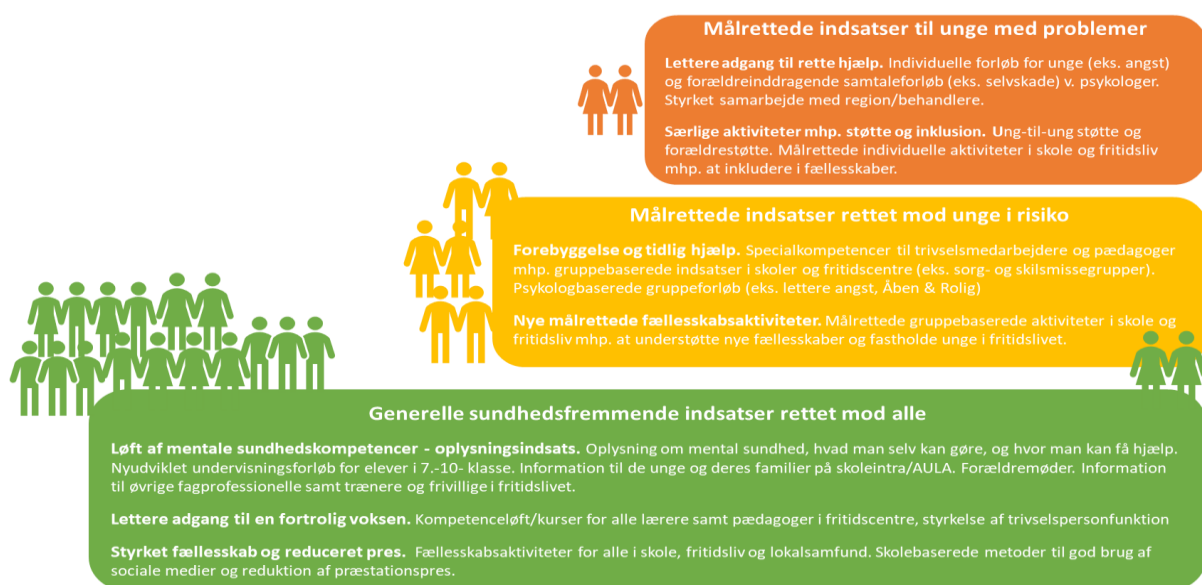 Målrettede indsatser til unge med problemer
Lettere adgang til rette hjælp. Individuelle forløb for unge (eks. angst)
og forældreinddragende samtaleforløb (eks. selvskade) v. psykologer.
Styrket samarbejde med region/behandlere.
Særlige aktiviteter mhp. støtte og inklusion. Ung-til-ung støtte og
forældrestøtte. Målrettede individuelle aktiviteter i skole og fritidsliv
mhp. at inkludere i fællesskaber.
Målrettede indsatser rettet mod unge i risiko
Forebyggelse og tidlig hjælp. Specialkompetencer til trivselsmedarbejdere og pædagoger
mhp. gruppebaserede indsatser i skoler og fritidscentre (eks. sorg- og skilsmissegrupper).
Psykologbaserede gruppeforløb (eks. lettere angst, Åben & Rolig)
Nye målrettede fællesskabsaktiviteter. Målrettede gruppebaserede aktiviteter i skole og
fritidsliv mhp. at understøtte nye fællesskaber og fastholde unge i fritidslivet.
Generelle sundhedsfremmende indsatser rettet mod alle
Løft af mentale sundhedskompetencer - oplysningsindsats. Oplysning om mental sundhed, hvad man selv kan gøre, og hvor man kan få hjælp.
Nyudviklet undervisningsforløb for elever i 7.-10- klasse. Information til de unge og deres familier på skoleintra/AULA. Forældremøder. Information
til øvrige fagprofessionelle samt trænere og frivillige i fritidslivet.
Lettere adgang til en fortrolig voksen. Kompetenceløft/kurser for alle lærere samt pædagoger i fritidscentre, styrkelse af trivselspersonfunktion
Styrket fællesskab og reduceret pres. Fællesskabsaktiviteter for alle i skole, fritidsliv og lokalsamfund. Skolebaserede metoder til god brug af
sociale medier og reduktion af præstationspres.